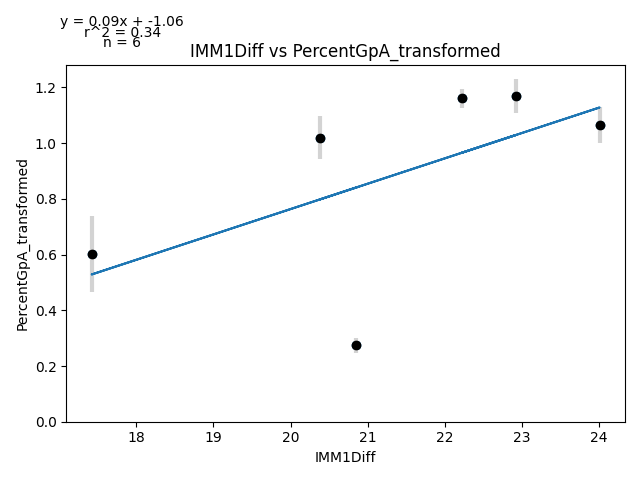 y = 0.09x + -1.06
r^2 = 0.34
n = 6
IMM1Diff vs PercentGpA_transformed
PercentGpA_transformed
1.2
1.0
0.8
0.6
0.4
0.2
0.0
18 19 20 21 22 23 24
IMM1Diff